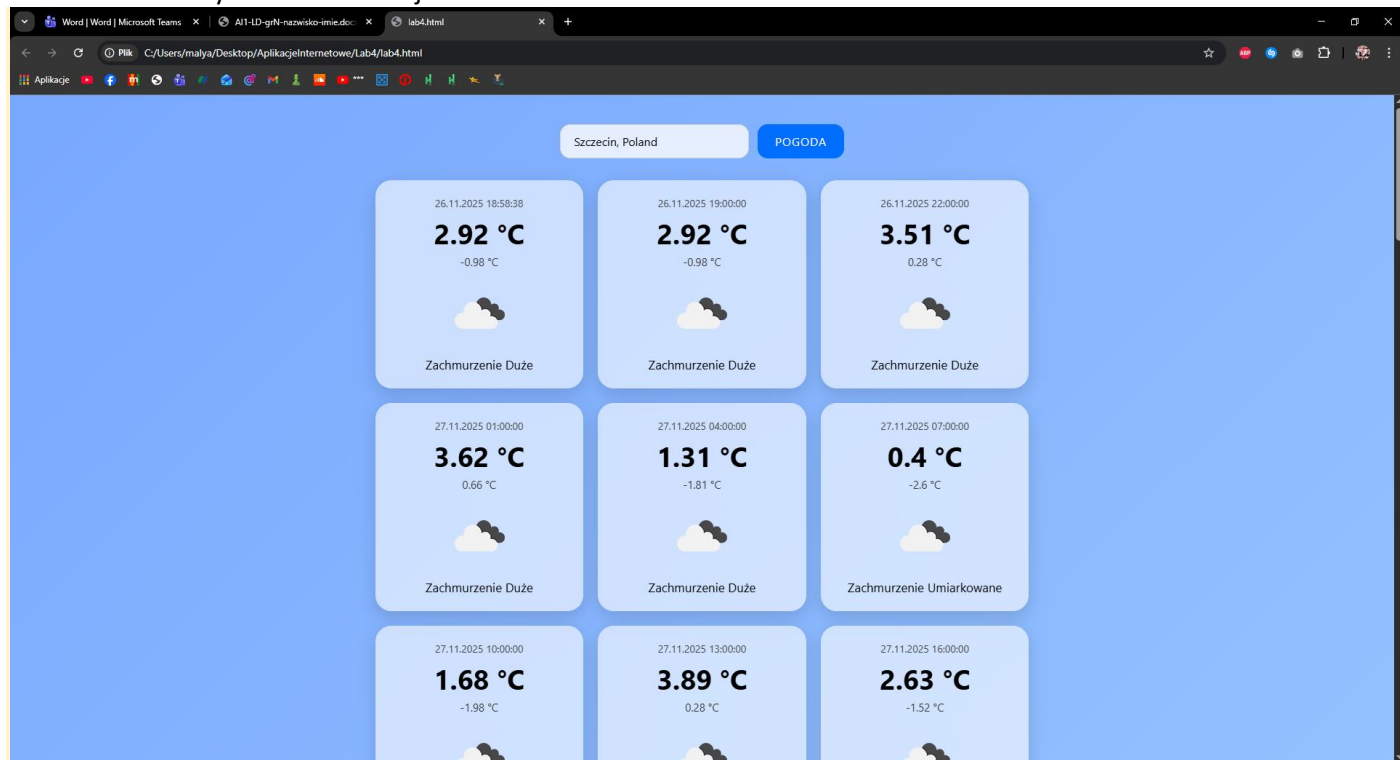 Word | Word | Microsoft Teams
AI1-LD-grN-nazwisko-imie.doc
lab4.html
Plik
C:/Users/malya/Desktop/AplikacjeInternetowe/Lab4/lab4.html
Aplikacje
Szczecin, Poland
POGODA
26.11.2025 18:58:38
2.92 °C
-0.98 °C
Zachmurzenie Duże
26.11.2025 19:00:00
2.92 °C
-0.98 °C
Zachmurzenie Duże
26.11.2025 22:00:00
3.51 °C
0.28 °C
Zachmurzenie Duże
27.11.2025 01:00:00
3.62 °C
0.66 °C
Zachmurzenie Duże
27.11.2025 04:00:00
1.31 °C
-1.81 °C
Zachmurzenie Duże
27.11.2025 07:00:00
0.4 °C
-2.6 °C
Zachmurzenie Umiarkowane
27.11.2025 10:00:00
1.68 °C
-1.98 °C
27.11.2025 13:00:00
3.89 °C
0.28 °C
27.11.2025 16:00:00
2.63 °C
-1.52 °C